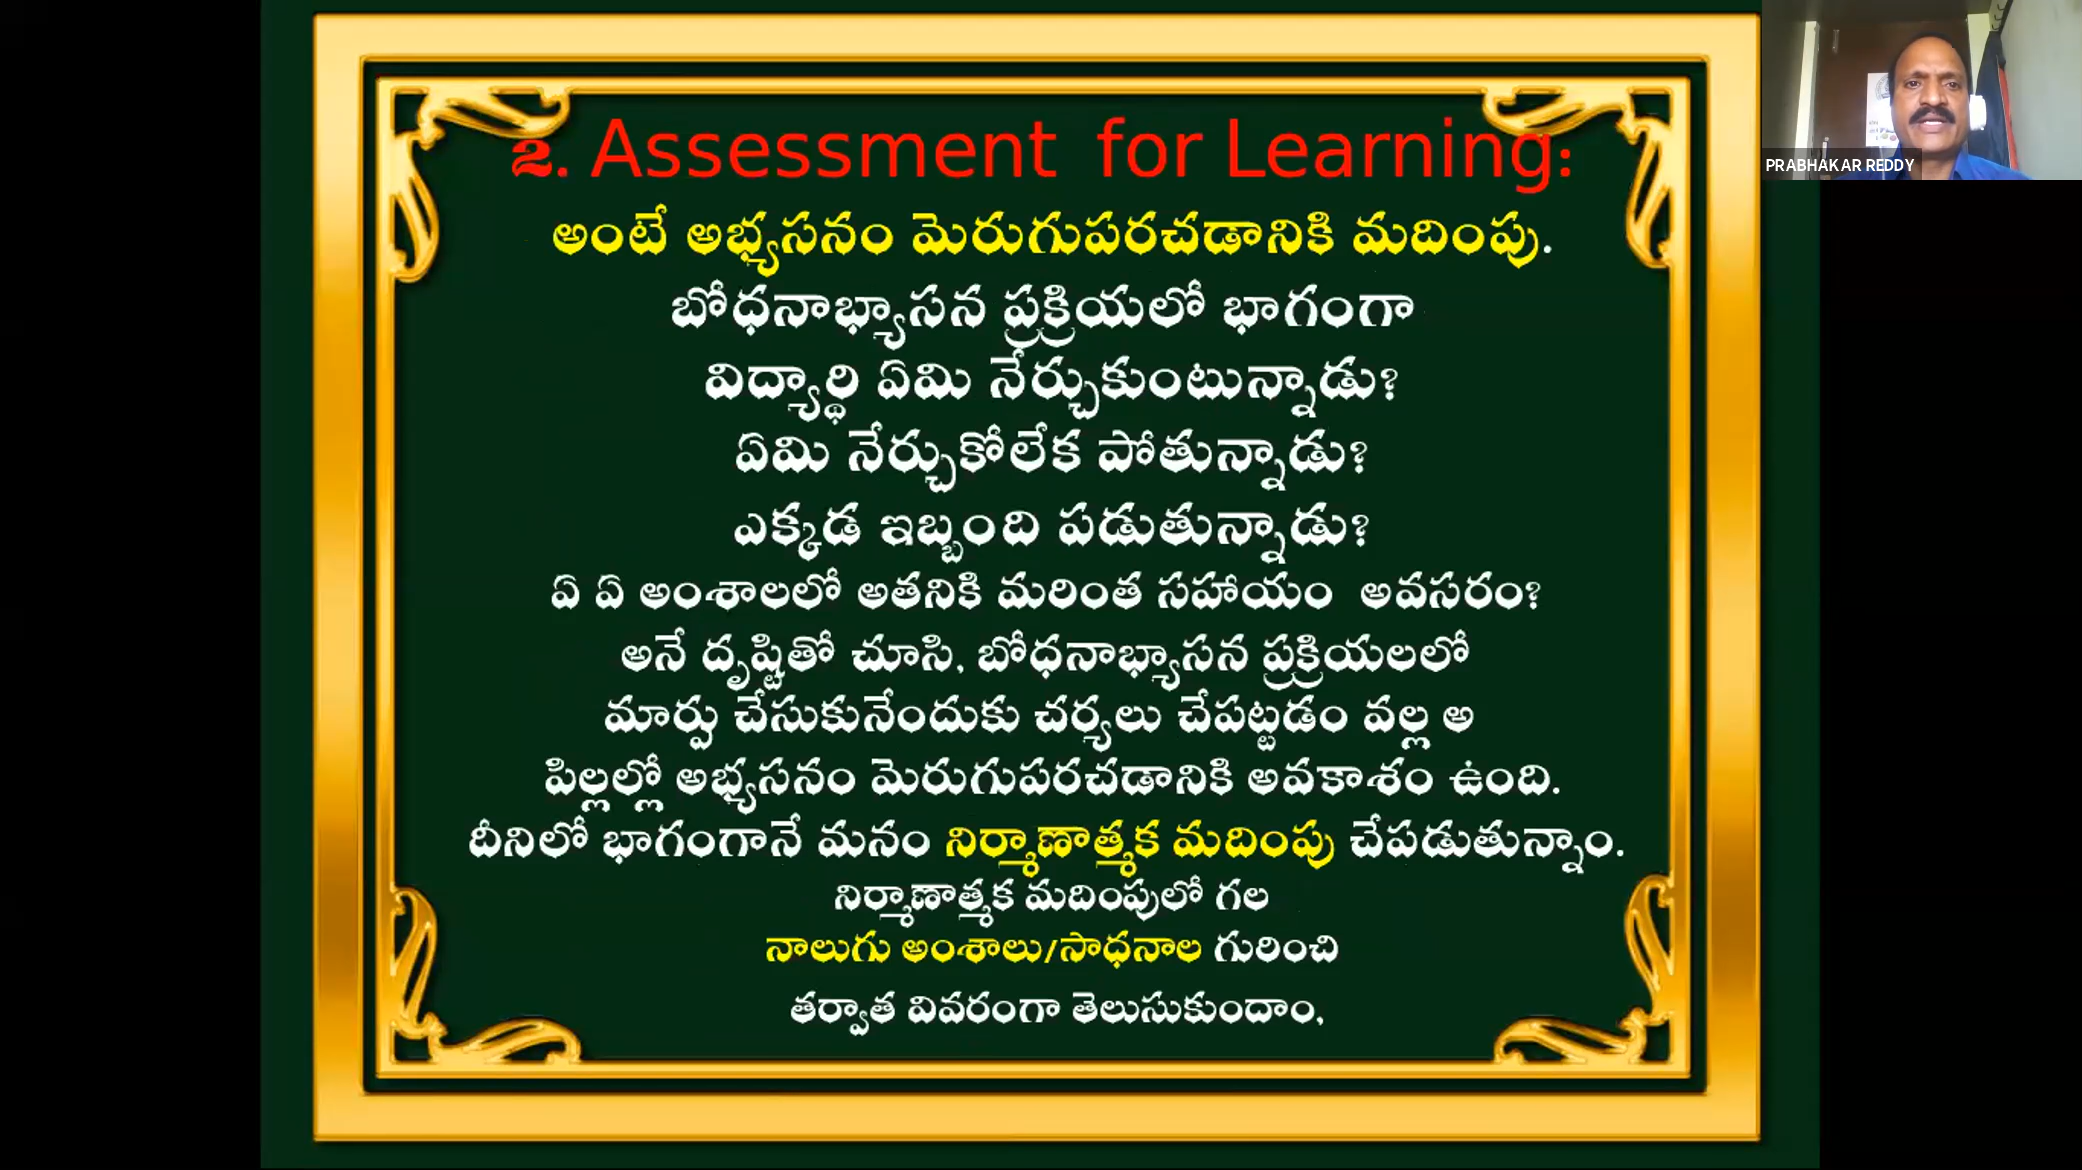 ౨. Assessment for Learning:
అంటే అభ్యసనం మెరుగుపరచడానికి మదింపు.
బోధనాభ్యాసన ప్రక్రియలో భాగంగా
విద్యార్థి ఏమి నేర్చుకుంటున్నాడు?
ఏమి నేర్చుకోలేక పోతున్నాడు?
ఎక్కడ ఇబ్బంది పడుతున్నాడు?
ఏ ఏ అంశాలలో అతనికి మరింత సహాయం అవసరం?
అనే దృష్టితో చూసి, బోధనాభ్యాసన ప్రక్రియలలో
మార్పు చేసుకునేందుకు చర్యలు చేపట్టడం వల్ల అ
పిల్లల్లో అభ్యసనం మెరుగుపరచడానికి అవకాశం ఉంది.
దీనిలో భాగంగానే మనం నిర్మాణాత్మక మదింపు చేపడుతున్నాం.
నిర్మాణాత్మక మదింపులో గల
నాలుగు అంశాలు/సాధనాల గురించి
తర్వాత వివరంగా తెలుసుకుందాం,
PRABHAKAR REDDY